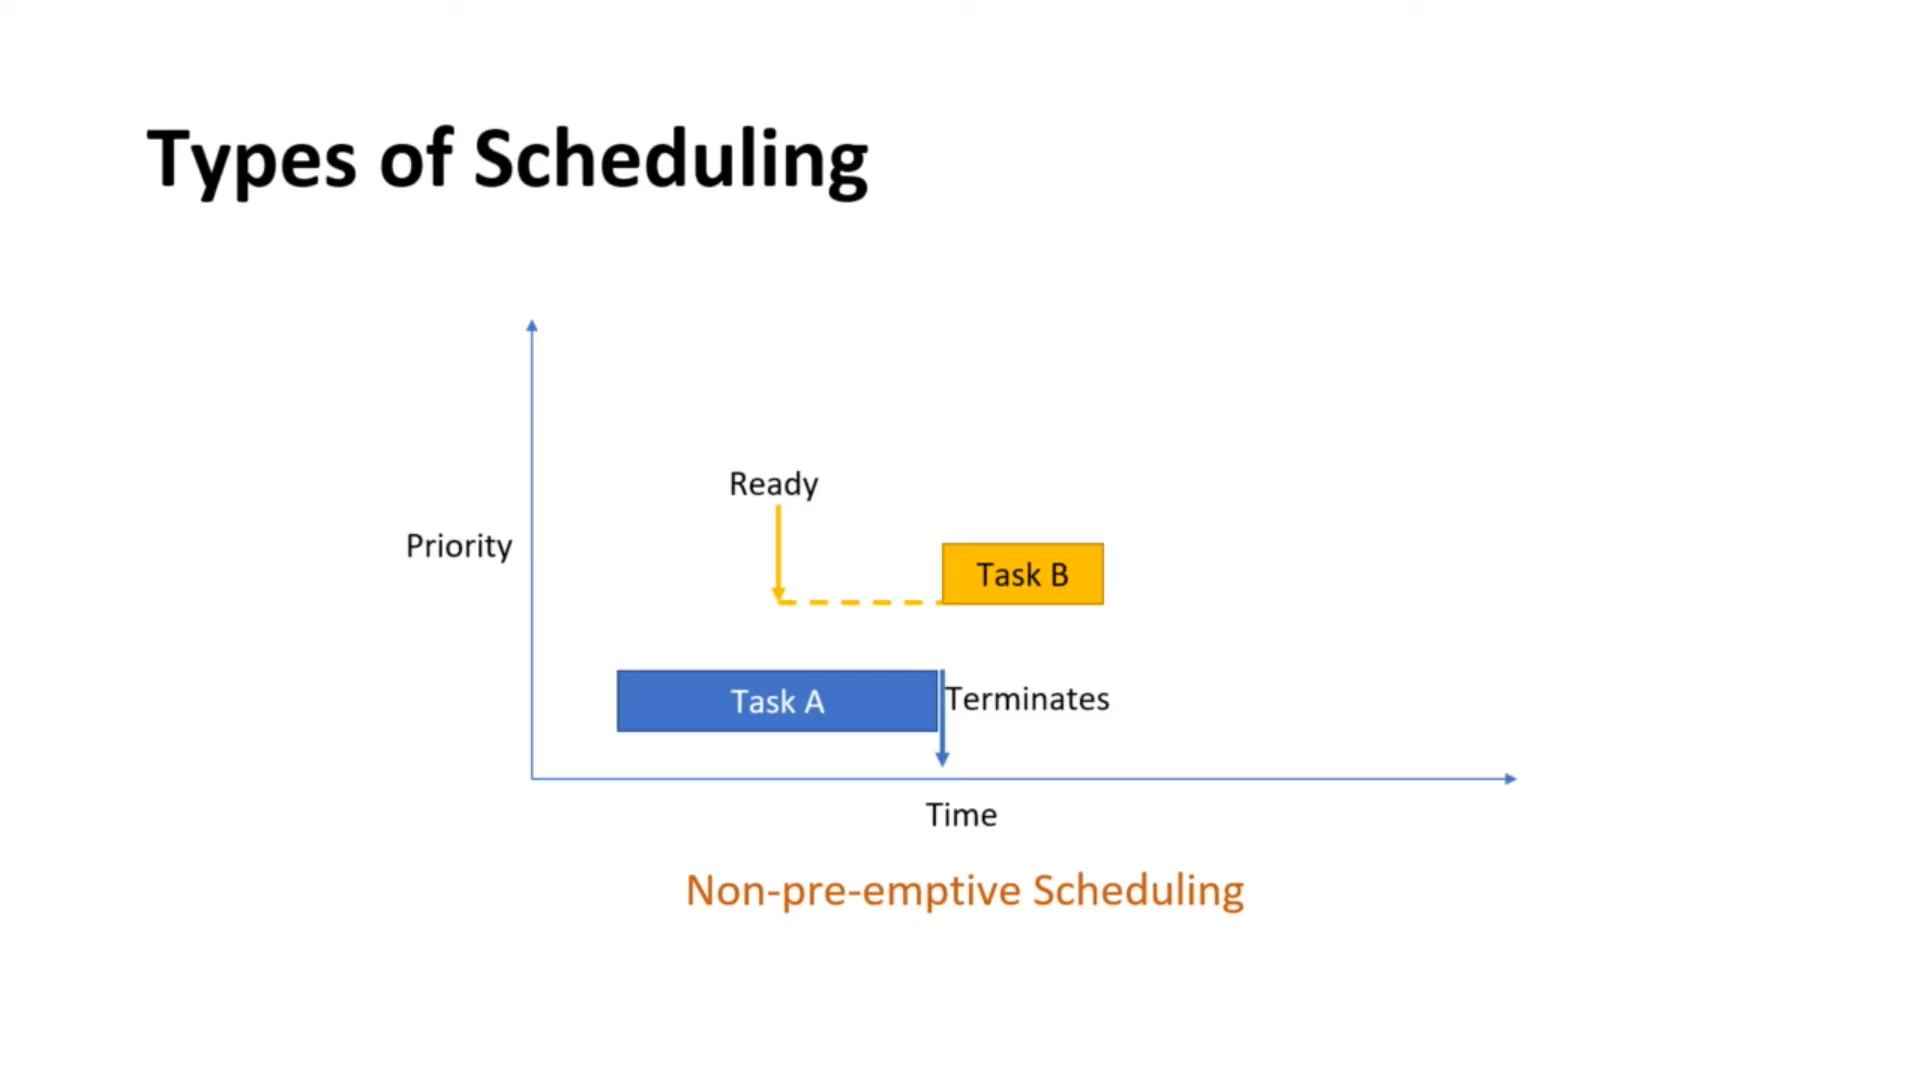 Types of Scheduling
Ready
Priority
Task B
Task A
Terminates
Time
Non-pre-emptive Scheduling